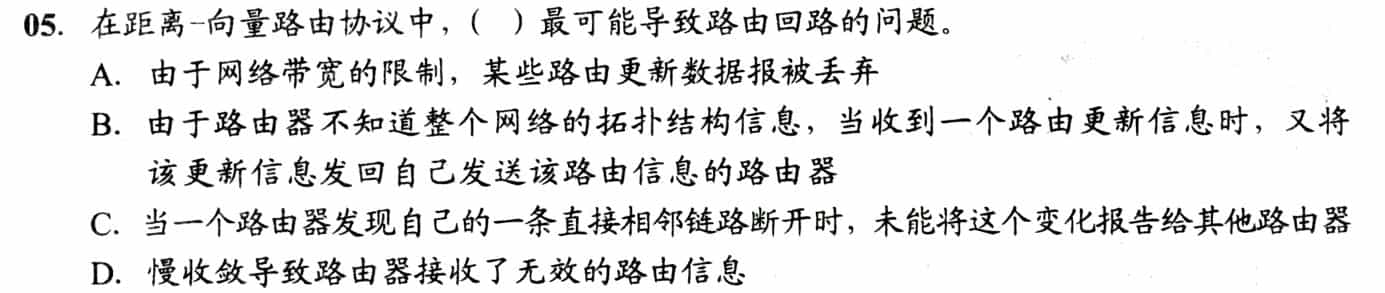 05. 在距离-向量路由协议中，（ ）最可能导致路由回路的问题。
A. 由于网络带宽的限制，某些路由更新数据报被丢弃
B. 由于路由器不知道整个网络的拓扑结构信息，当收到一个路由更新信息时，又将
该更新信息发回自己发送该路由信息的路由器
C. 当一个路由器发现自己的一条直接相邻链路断开时，未能将这个变化报告给其他路由器
D. 慢收敛导致路由器接收了无效的路由信息